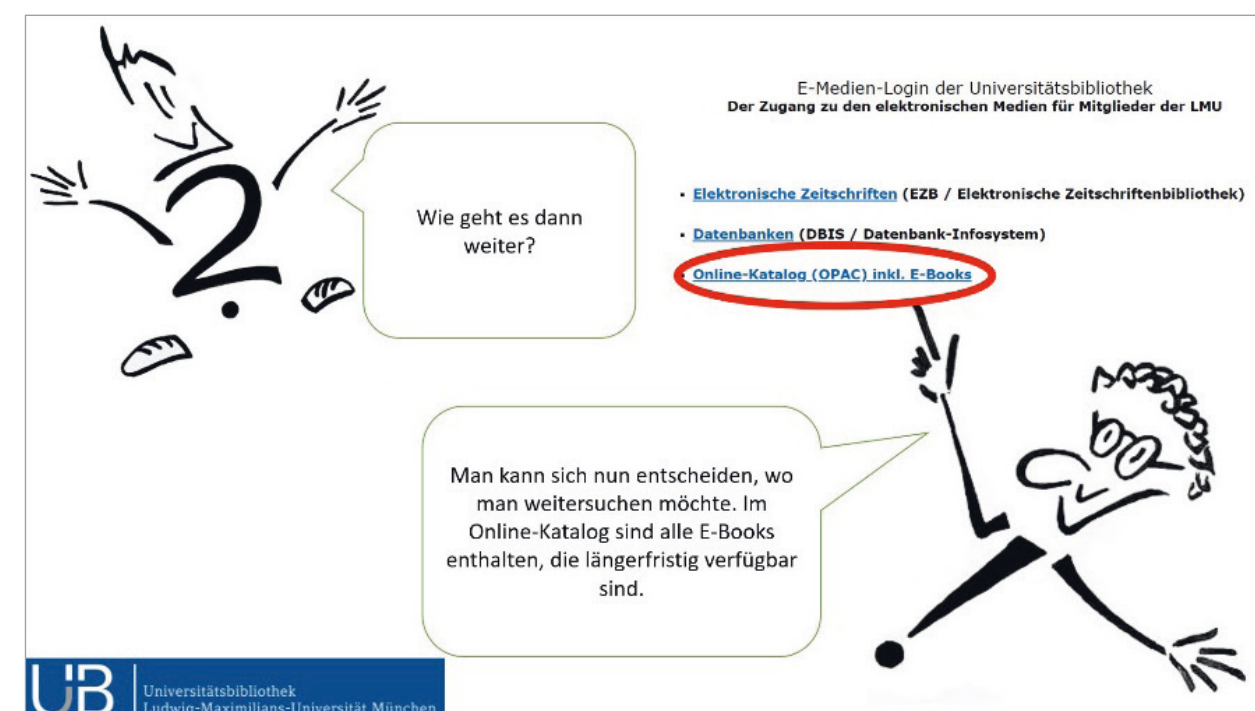 E-Medien-Login der Universitätsbibliothek
Der Zugang zu den elektronischen Medien für Mitglieder der LMU
Wie geht es dann
weiter?
Elektronische Zeitschriften (EZB / Elektronische Zeitschriftenbibliothek)
Datenbanken (DBIS / Datenbank-Infosystem)
Online-Katalog (OPAC) inkl. E-Books
Man kann sich nun entscheiden, wo
man weitersuchen möchte. Im
Online-Katalog sind alle E-Books
enthalten, die längerfristig verfügbar
sind.
UB
Universitätsbibliothek
Ludwig-Maximilians-Universität München